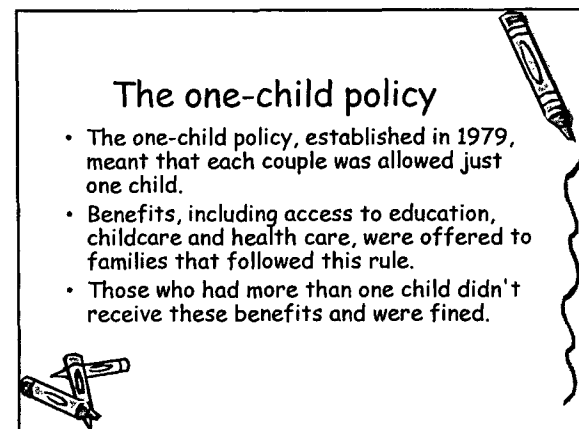 The one-child policy
• The one-child policy, established in 1979,
meant that each couple was allowed just
one child.
• Benefits, including access to education,
childcare and health care, were offered to
families that followed this rule.
• Those who had more than one child didn't
receive these benefits and were fined.